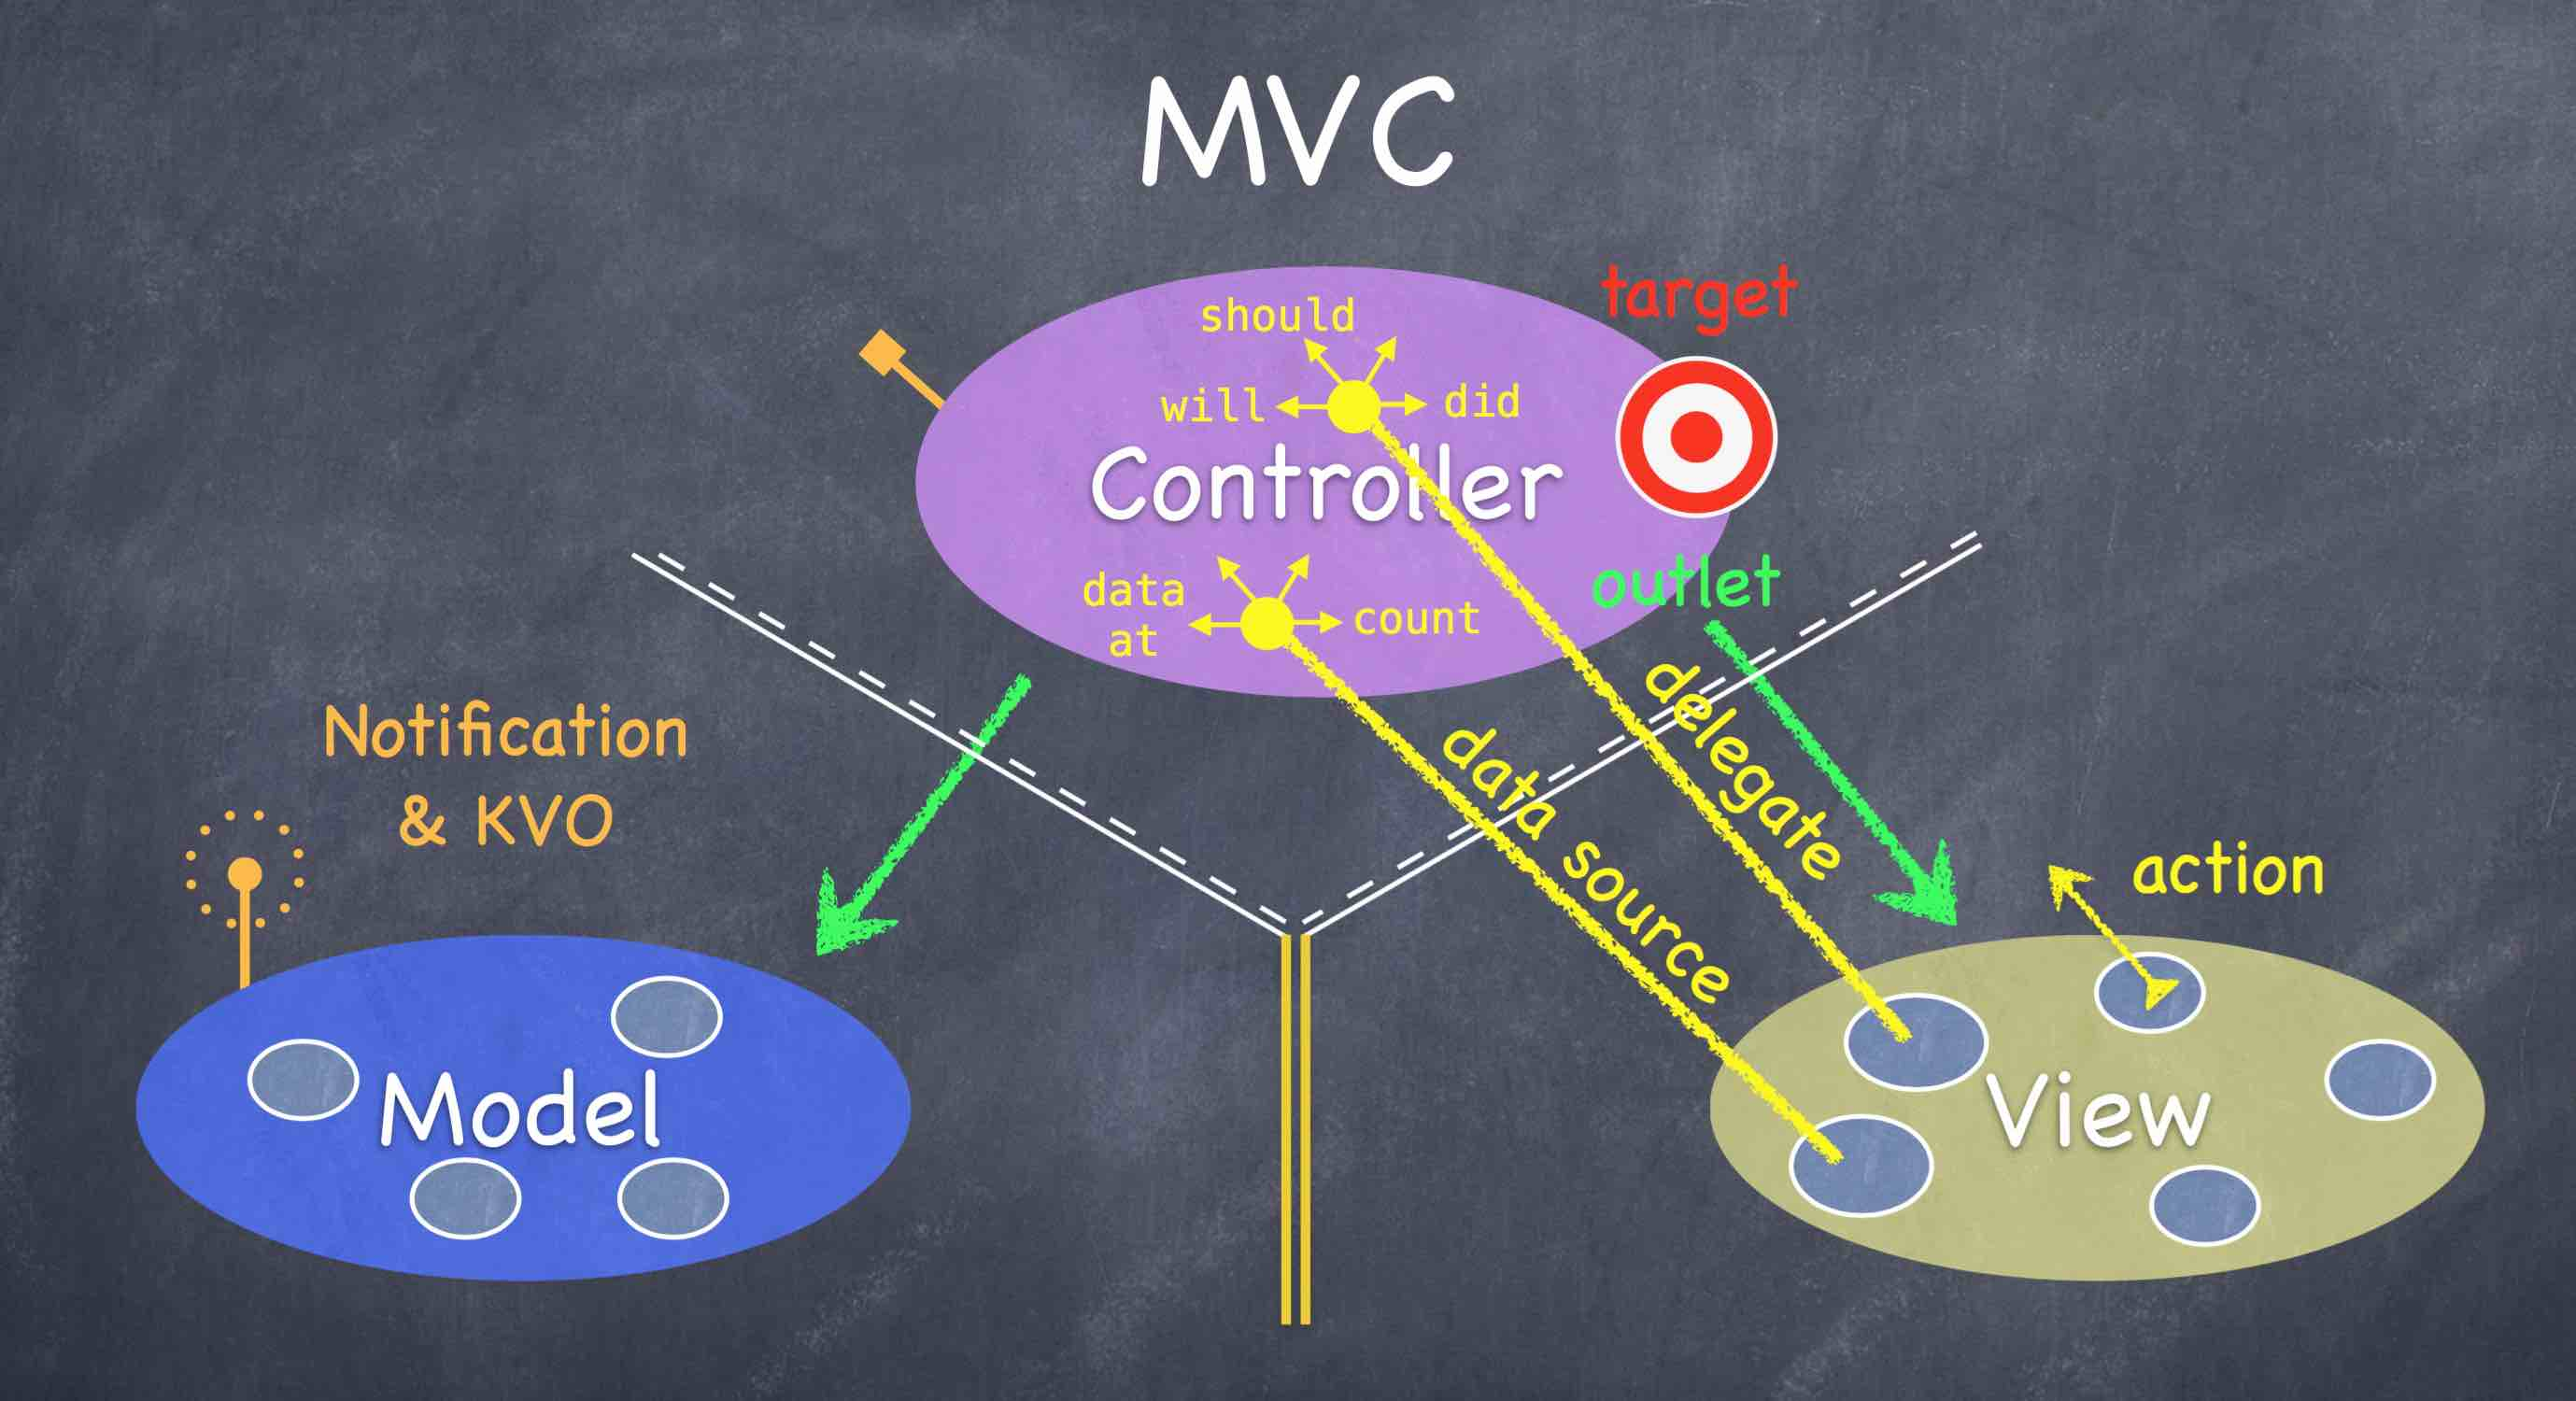 MVC
target
should
will
did
Controller
outlet
data
at
count
delegate
data source
Notification
& KVO
action
Model
View